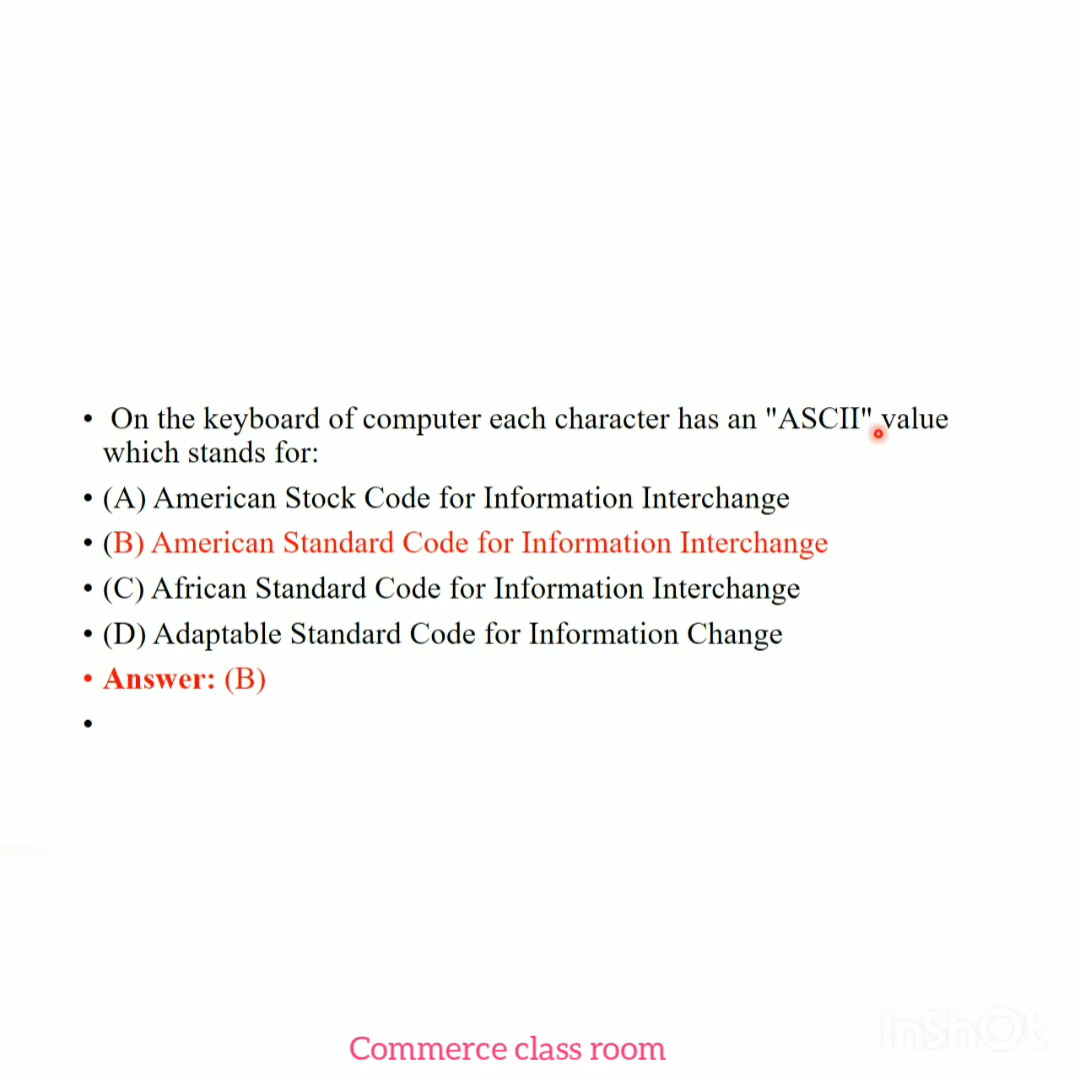 • On the keyboard of computer each character has an "ASCII" value
which stands for:
• (A) American Stock Code for Information Interchange
• (B) American Standard Code for Information Interchange
• (C) African Standard Code for Information Interchange
• (D) Adaptable Standard Code for Information Change
• Answer: (B)
•
InShOt
Commerce class room